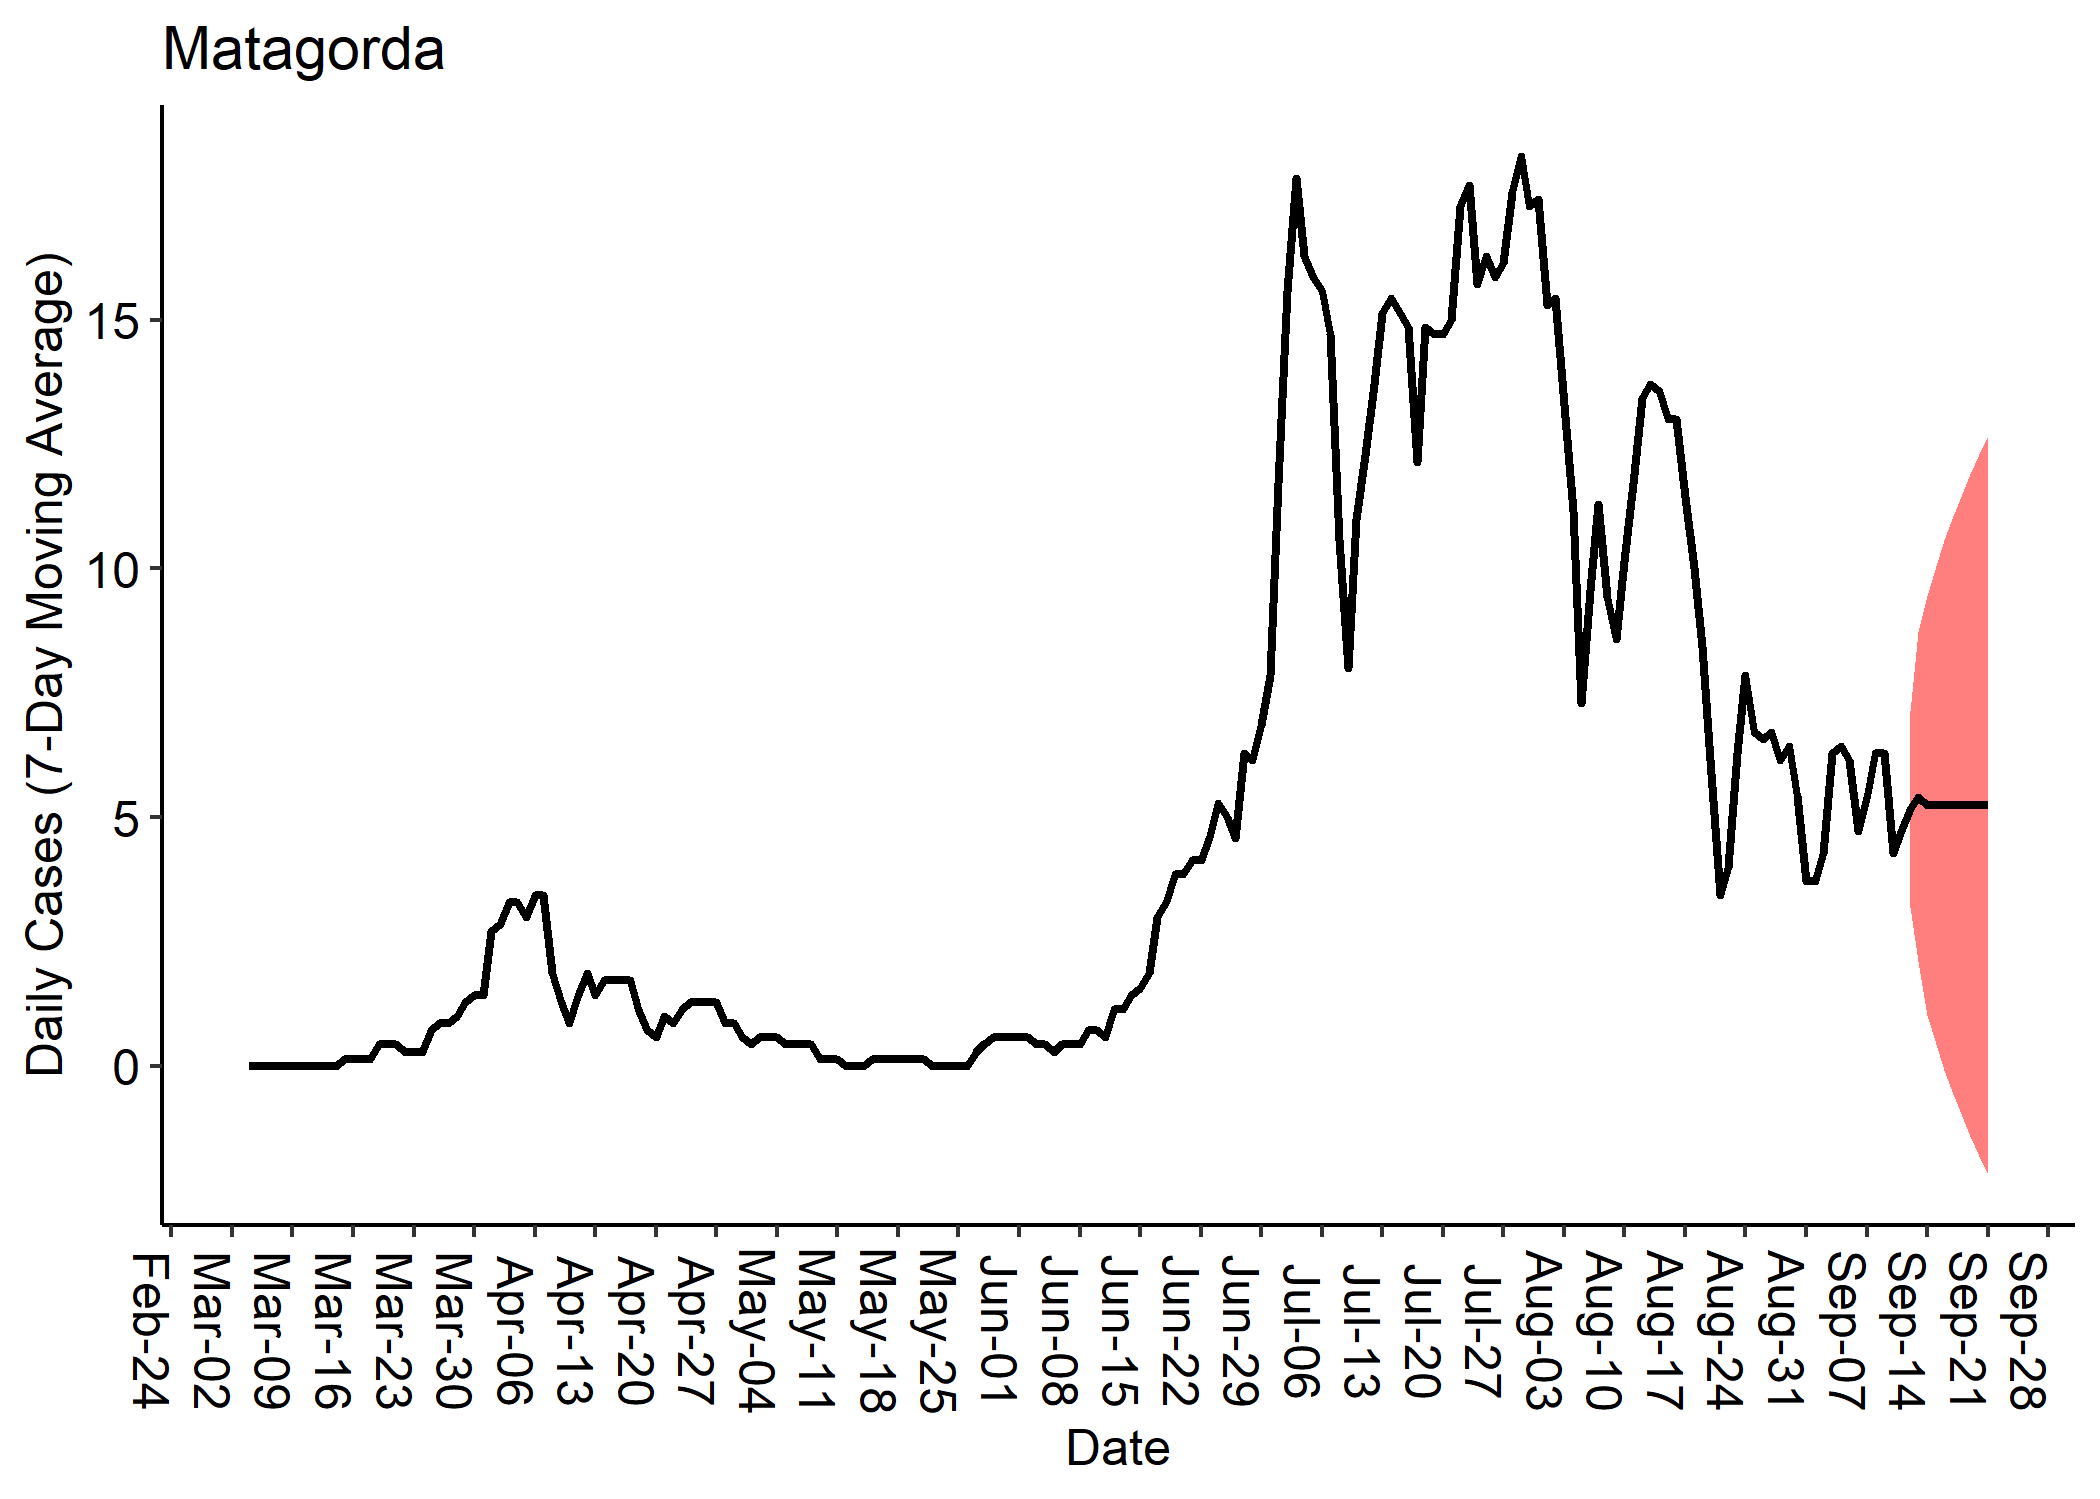 Matagorda
Daily Cases (7-Day Moving Average)
15
10
5
0
Feb-24
Mar-02
Mar-09
Mar-16
Mar-23
Mar-30
Apr-06
Apr-13
Apr-20
Apr-27
May-04
May-11
May-18
May-25
Jun-01
Jun-08
Jun-15
Jun-22
Jun-29
Jul-06
Jul-13
Jul-20
Jul-27
Aug-03
Aug-10
Aug-17
Aug-24
Aug-31
Sep-07
Sep-14
Sep-21
Sep-28
Date